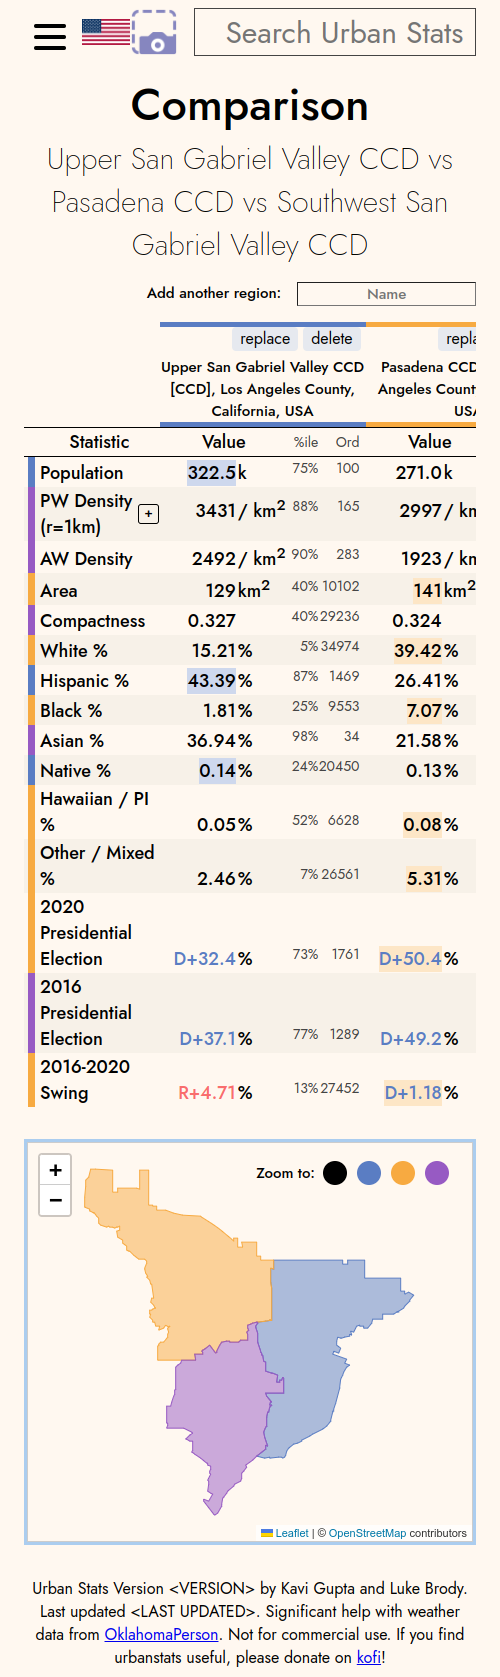 Search Urban Stats
Comparison
Upper San Gabriel Valley CCD vs
Pasadena CCD vs Southwest San
Gabriel Valley CCD
Add another region: Name
replace delete repla
Upper San Gabriel Valley CCD Pasadena CCD
[CCD], Los Angeles County, Angeles Count
California, USA USA
Statistic Value %ile Ord Value
Population 322.5k 75% 100 271.0k
PW Density
(r=1km) + 3431/ km² 88% 165 2997/ km
AW Density 2492/ km² 90% 283 1923/ km
Area 129km² 40% 10102 141km²
Compactness 0.327 40% 29236 0.324
White % 15.21% 5% 34974 39.42%
Hispanic % 43.39% 87% 1469 26.41%
Black % 1.81% 25% 9553 7.07%
Asian % 36.94% 98% 34 21.58%
Native % 0.14% 24% 20450 0.13%
Hawaiian / PI
% 0.05% 52% 6628 0.08%
Other / Mixed
% 2.46% 7% 26561 5.31%
2020
Presidential
Election D+32.4% 73% 1761 D+50.4%
2016
Presidential
Election D+37.1% 77% 1289 D+49.2%
2016-2020
Swing R+4.71% 13% 27452 D+1.18%
+
−
Zoom to:
Leaflet | © OpenStreetMap contributors
Urban Stats Version <VERSION> by Kavi Gupta and Luke Brody.
Last updated <LAST UPDATED>. Significant help with weather
data from OklahomaPerson. Not for commercial use. If you find
urbanstats useful, please donate on kofi!